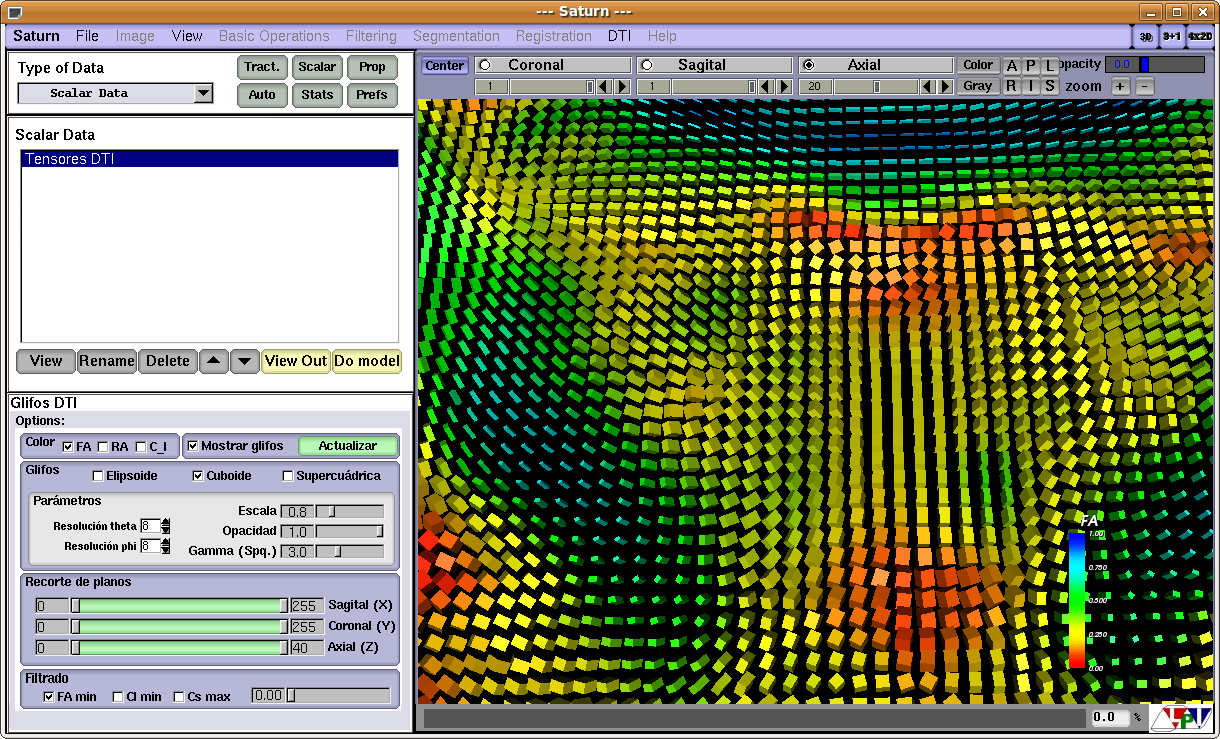 --- Saturn ---
Saturn File Image View Basic Operations Filtering Segmentation Registration DTI Help 3D 3+1 4x2D
Type of Data Tract. Scalar Prop
Scalar Data Auto Stats Prefs
Center Coronal Sagital Axial Color A P L opacity 0.0
1 1 20 Gray R I S zoom + -
Scalar Data
Tensores DTI
View Rename Delete View Out Do model
Glifos DTI
Options:
Color FA RA C_l Mostrar glifos Actualizar
Glifos Elipsoide Cuboide Supercuádrica
Parámetros
Escala 0.8
Resolución theta 8 Opacidad 1.0
Resolución phi 8 Gamma (Spq.) 3.0
Recorte de planos
0 255 Sagital (X)
0 255 Coronal (Y)
0 40 Axial (Z)
Filtrado
FA min Cl min Cs max 0.00
FA
1.00
0.750
0.500
0.250
0.00
0.0 %
LPI